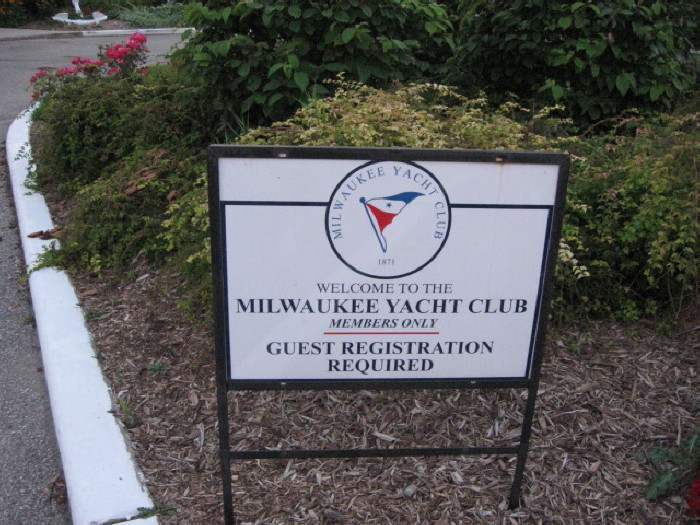 MILWAUKEE YACHT CLUB
1871
WELCOME TO THE
MILWAUKEE YACHT CLUB
MEMBERS ONLY
GUEST REGISTRATION
REQUIRED